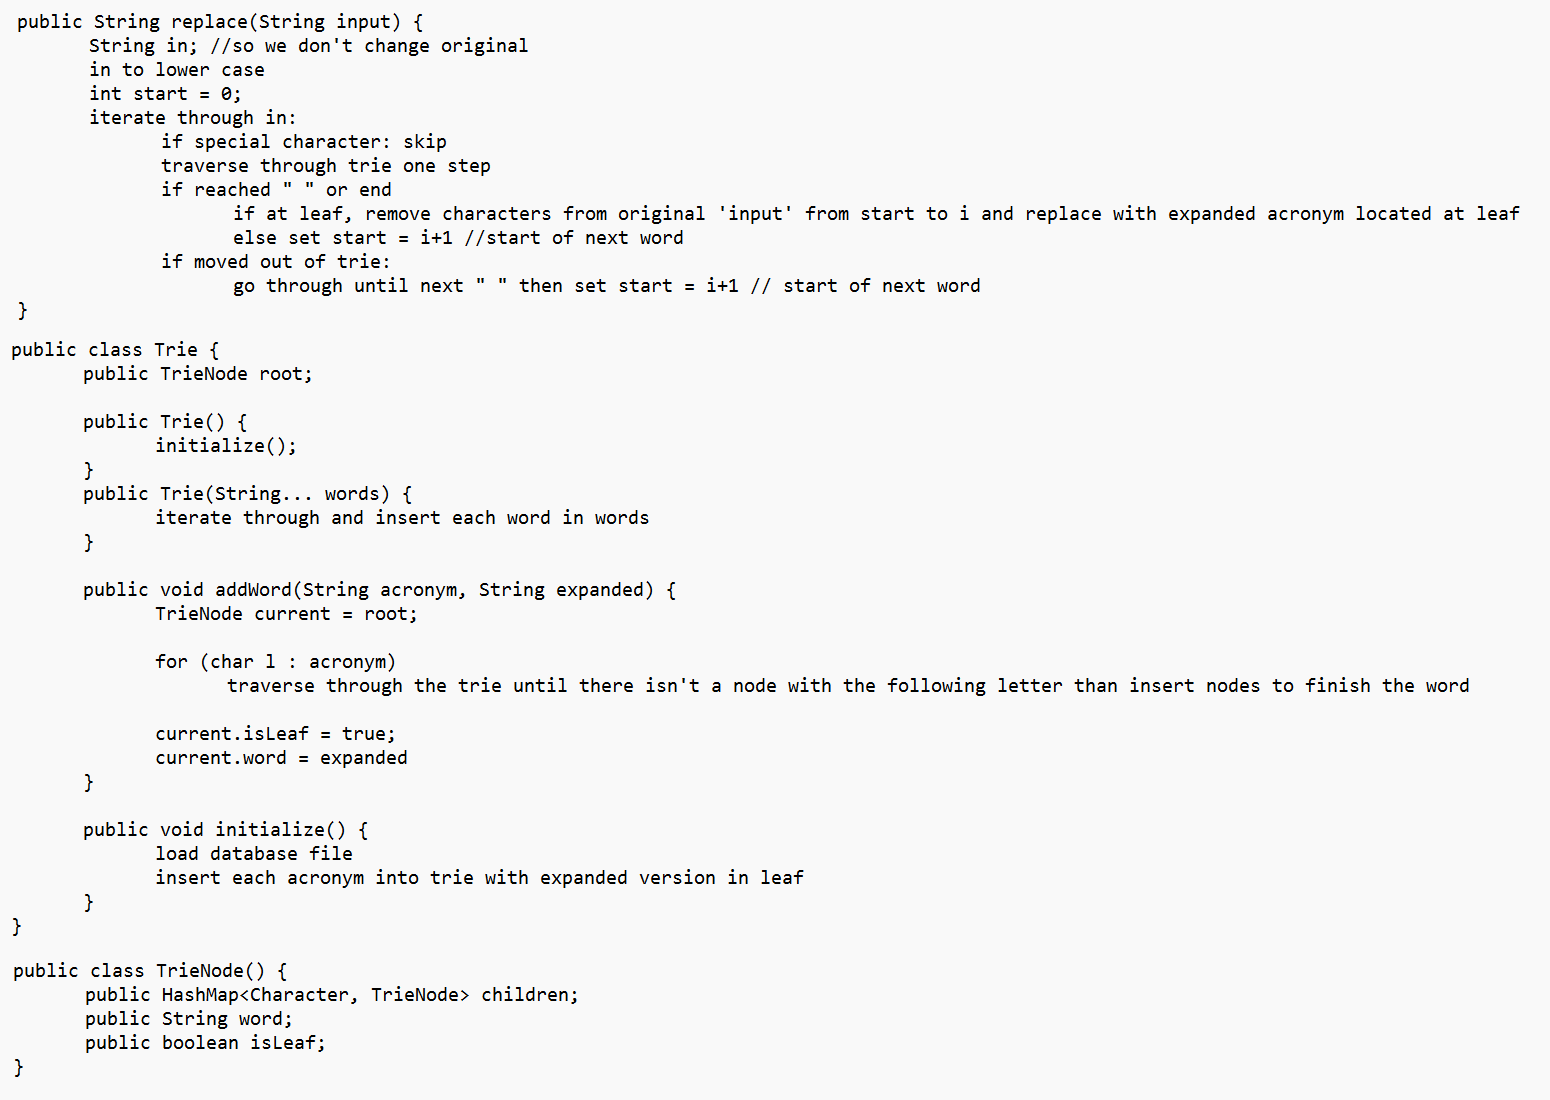 public String replace(String input) {
String in; //so we don't change original
in to lower case
int start = 0;
iterate through in:
if special character: skip
traverse through trie one step
if reached " " or end
if at leaf, remove characters from original 'input' from start to i and replace with expanded acronym located at leaf
else set start = i+1 //start of next word
if moved out of trie:
go through until next " " then set start = i+1 // start of next word
}
public class Trie {
public TrieNode root;
public Trie() {
initialize();
}
public Trie(String... words) {
iterate through and insert each word in words
}
public void addWord(String acronym, String expanded) {
TrieNode current = root;
for (char l : acronym)
traverse through the trie until there isn't a node with the following letter than insert nodes to finish the word
current.isLeaf = true;
current.word = expanded
}
public void initialize() {
load database file
insert each acronym into trie with expanded version in leaf
}
}
public class TrieNode() {
public HashMap<Character, TrieNode> children;
public String word;
public boolean isLeaf;
}